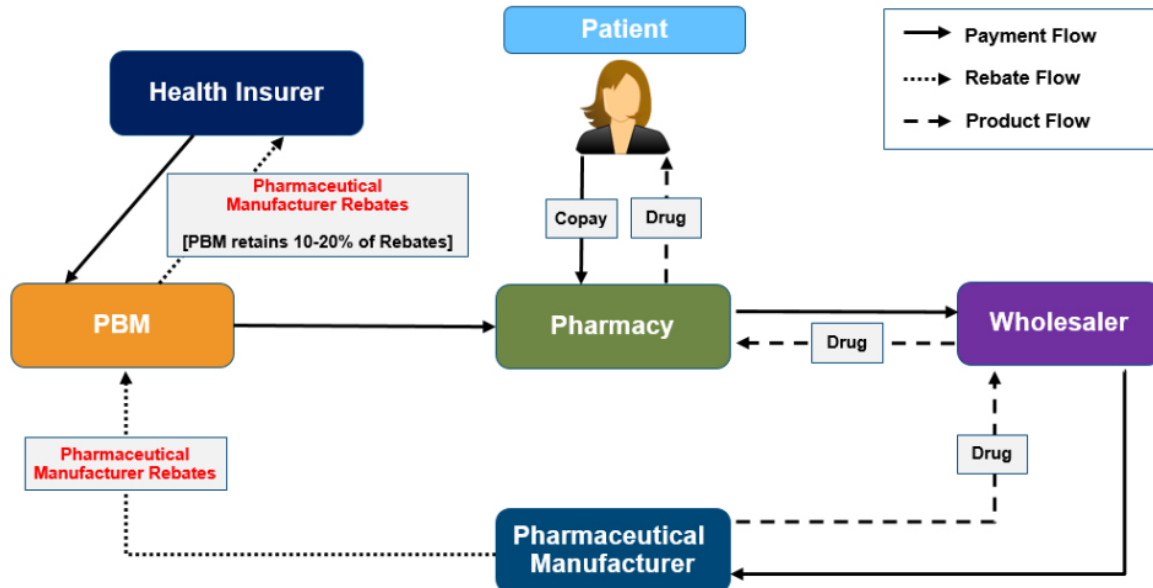 Patient
Health Insurer
Payment Flow
Rebate Flow
Product Flow
Pharmaceutical
Manufacturer Rebates
[PBM retains 10-20% of Rebates]
Copay
Drug
PBM
Pharmacy
Wholesaler
Drug
Pharmaceutical
Manufacturer Rebates
Drug
Pharmaceutical
Manufacturer